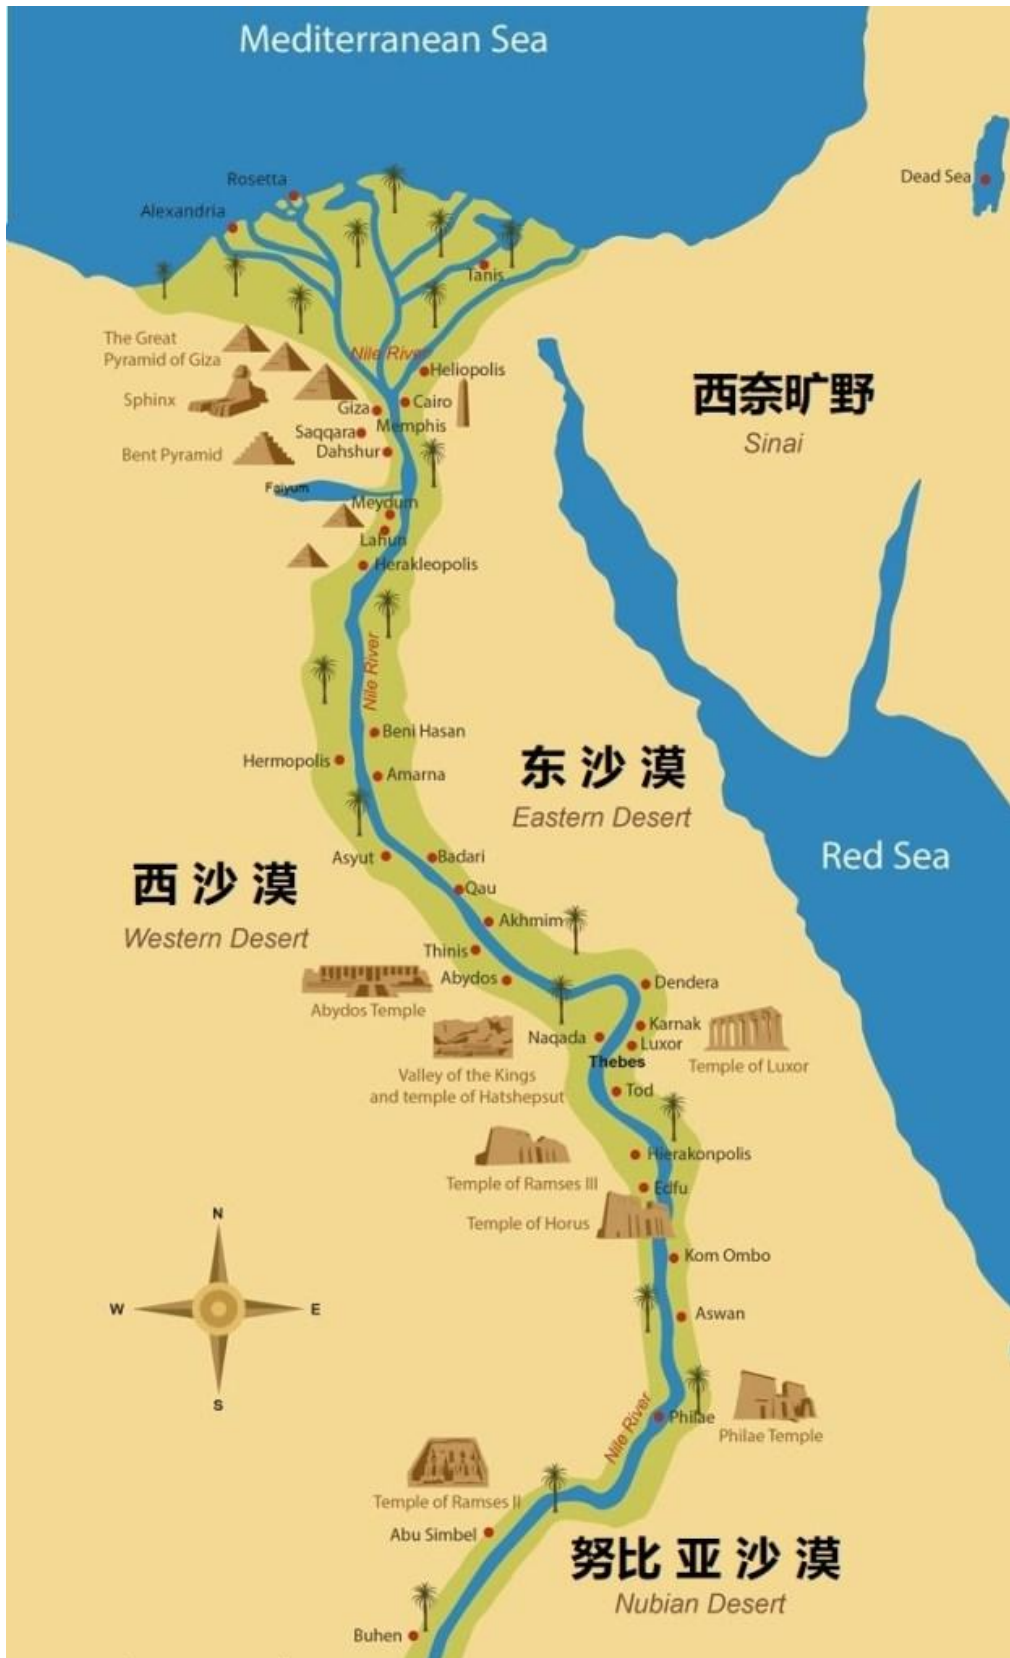 Mediterranean Sea
Dead Sea
Rosetta
Alexandria
Tanis
The Great
Pyramid of Giza
Nile River
Heliopolis
西奈旷野
Sinai
Sphinx
Giza
Cairo
Memphis
Saqqara
Dahshur
Bent Pyramid
Faiyum
Meydum
Lahun
Herakleopolis
Nile River
Beni Hasan
Hermopolis
Amarna
东沙漠
Eastern Desert
Asyut
Badari
Red Sea
西沙漠
Western Desert
Qau
Akhmim
Thinis
Abydos
Dendera
Abydos Temple
Karnak
Naqada
Luxor
Thebes
Temple of Luxor
Valley of the Kings
and temple of Hatshepsut
Tod
Hierakonpolis
Temple of Ramses III
Edfu
Temple of Horus
Kom Ombo
N
W
E
S
Aswan
Nile River
Philae
Philae Temple
Temple of Ramses II
Abu Simbel
努比亚沙漠
Nubian Desert
Buhen